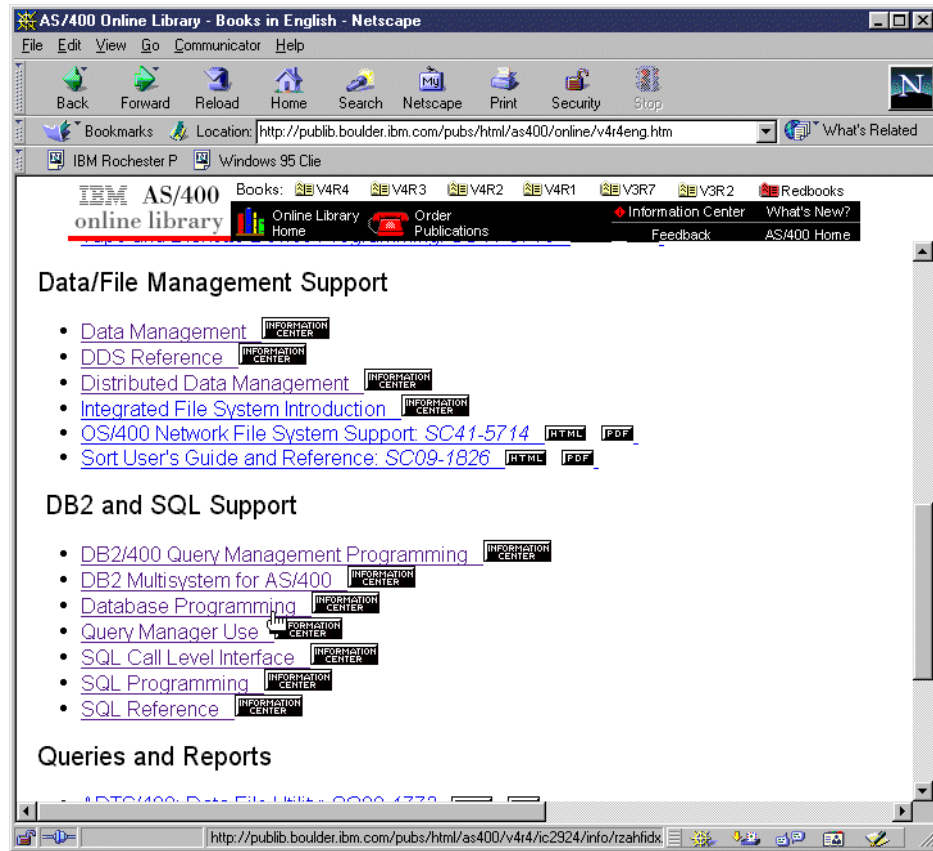 AS/400 Online Library - Books in English - Netscape
File Edit View Go Communicator Help
Back Forward Reload Home Search Netscape Print Security Stop
My
N
Bookmarks Location: http://publib.boulder.ibm.com/pubs/html/as400/online/v4r4eng.htm What's Related
IBM Rochester P Windows 95 Clie
IBM AS/400 Books: V4R4 V4R3 V4R2 V4R1 V3R7 V3R2 Redbooks
online library Online Library Home Order Publications Information Center What's New?
Feedback AS/400 Home
Data/File Management Support
• Data Management INFORMATION CENTER
• DDS Reference INFORMATION CENTER
• Distributed Data Management INFORMATION CENTER
• Integrated File System Introduction INFORMATION CENTER
• OS/400 Network File System Support: SC41-5714 HTML PDF
• Sort User's Guide and Reference: SC09-1826 HTML PDF
DB2 and SQL Support
• DB2/400 Query Management Programming INFORMATION CENTER
• DB2 Multisystem for AS/400 INFORMATION CENTER
• Database Programming INFORMATION CENTER
• Query Manager Use FORMATION CENTER
• SQL Call Level Interface INFORMATION CENTER
• SQL Programming INFORMATION CENTER
• SQL Reference INFORMATION CENTER
Queries and Reports
http://publib.boulder.ibm.com/pubs/html/as400/v4r4/ic2924/info/rzahfidx